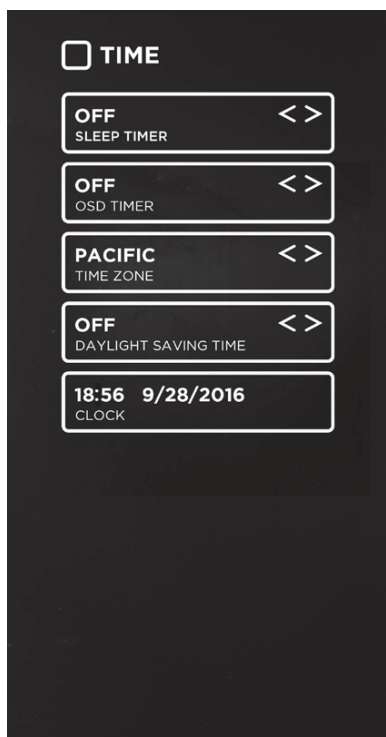 TIME
OFF < >
SLEEP TIMER
OFF < >
OSD TIMER
PACIFIC < >
TIME ZONE
OFF < >
DAYLIGHT SAVING TIME
18:56 9/28/2016
CLOCK